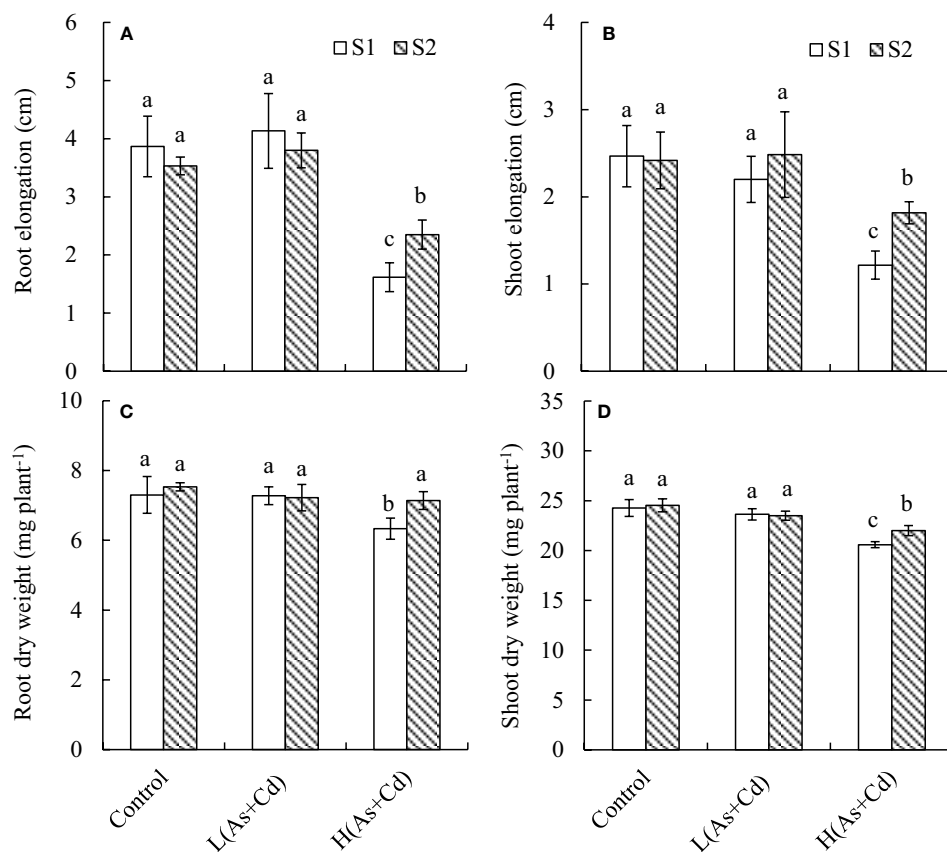 A
S1 S2
Root elongation (cm)
6
5
4
3
2
1
0
a a a a c b
B
S1 S2
Shoot elongation (cm)
4
3
2
1
0
a a a a c b
C
Root dry weight (mg plant-1)
10
8
6
4
2
0
a a a a b a
Control L(As+Cd) H(As+Cd)
D
Shoot dry weight (mg plant-1)
35
30
25
20
15
10
5
0
a a a a c b
Control L(As+Cd) H(As+Cd)